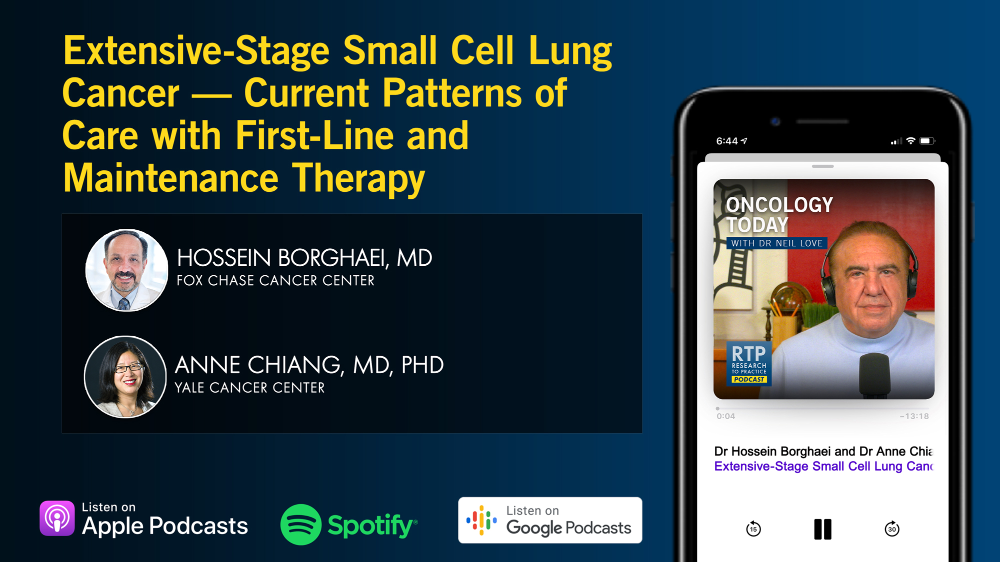 Extensive-Stage Small Cell Lung
Cancer — Current Patterns of
Care with First-Line and
Maintenance Therapy
HOSSEIN BORGHAEI, MD
FOX CHASE CANCER CENTER
ANNE CHIANG, MD, PHD
YALE CANCER CENTER
Listen on
Apple Podcasts
Spotify®
Listen on
Google Podcasts
6:44
ONCOLOGY
TODAY
WITH DR NEIL LOVE
RTP
RESEARCH
TO PRACTICE
PODCAST
0:04
−13:18
Dr Hossein Borghaei and Dr Anne Chia
Extensive-Stage Small Cell Lung Canc
15
30